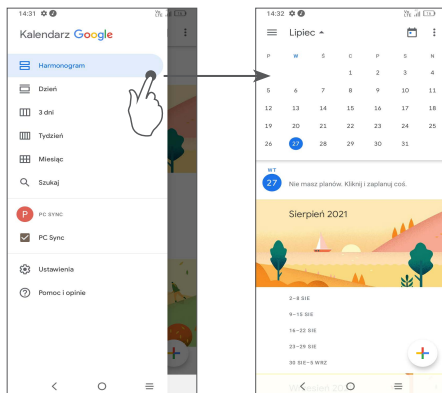 14:31
Kalendarz Google
Harmonogram
Dzień
3 dni
Tydzień
Miesiąc
Szukaj
P PC SYNC
PC Sync
Ustawienia
Pomoc i opinie
14:32
Lipiec
P W Ś C P S N
1 2 3 4
5 6 7 8 9 10 11
12 13 14 15 16 17 18
19 20 21 22 23 24 25
26 27 28 29 30 31
WT
27 Nie masz planów. Kliknij i zaplanuj coś.
Sierpień 2021
2–8 SIE
9–15 SIE
16–22 SIE
23–29 SIE
30 SIE–5 WRZ